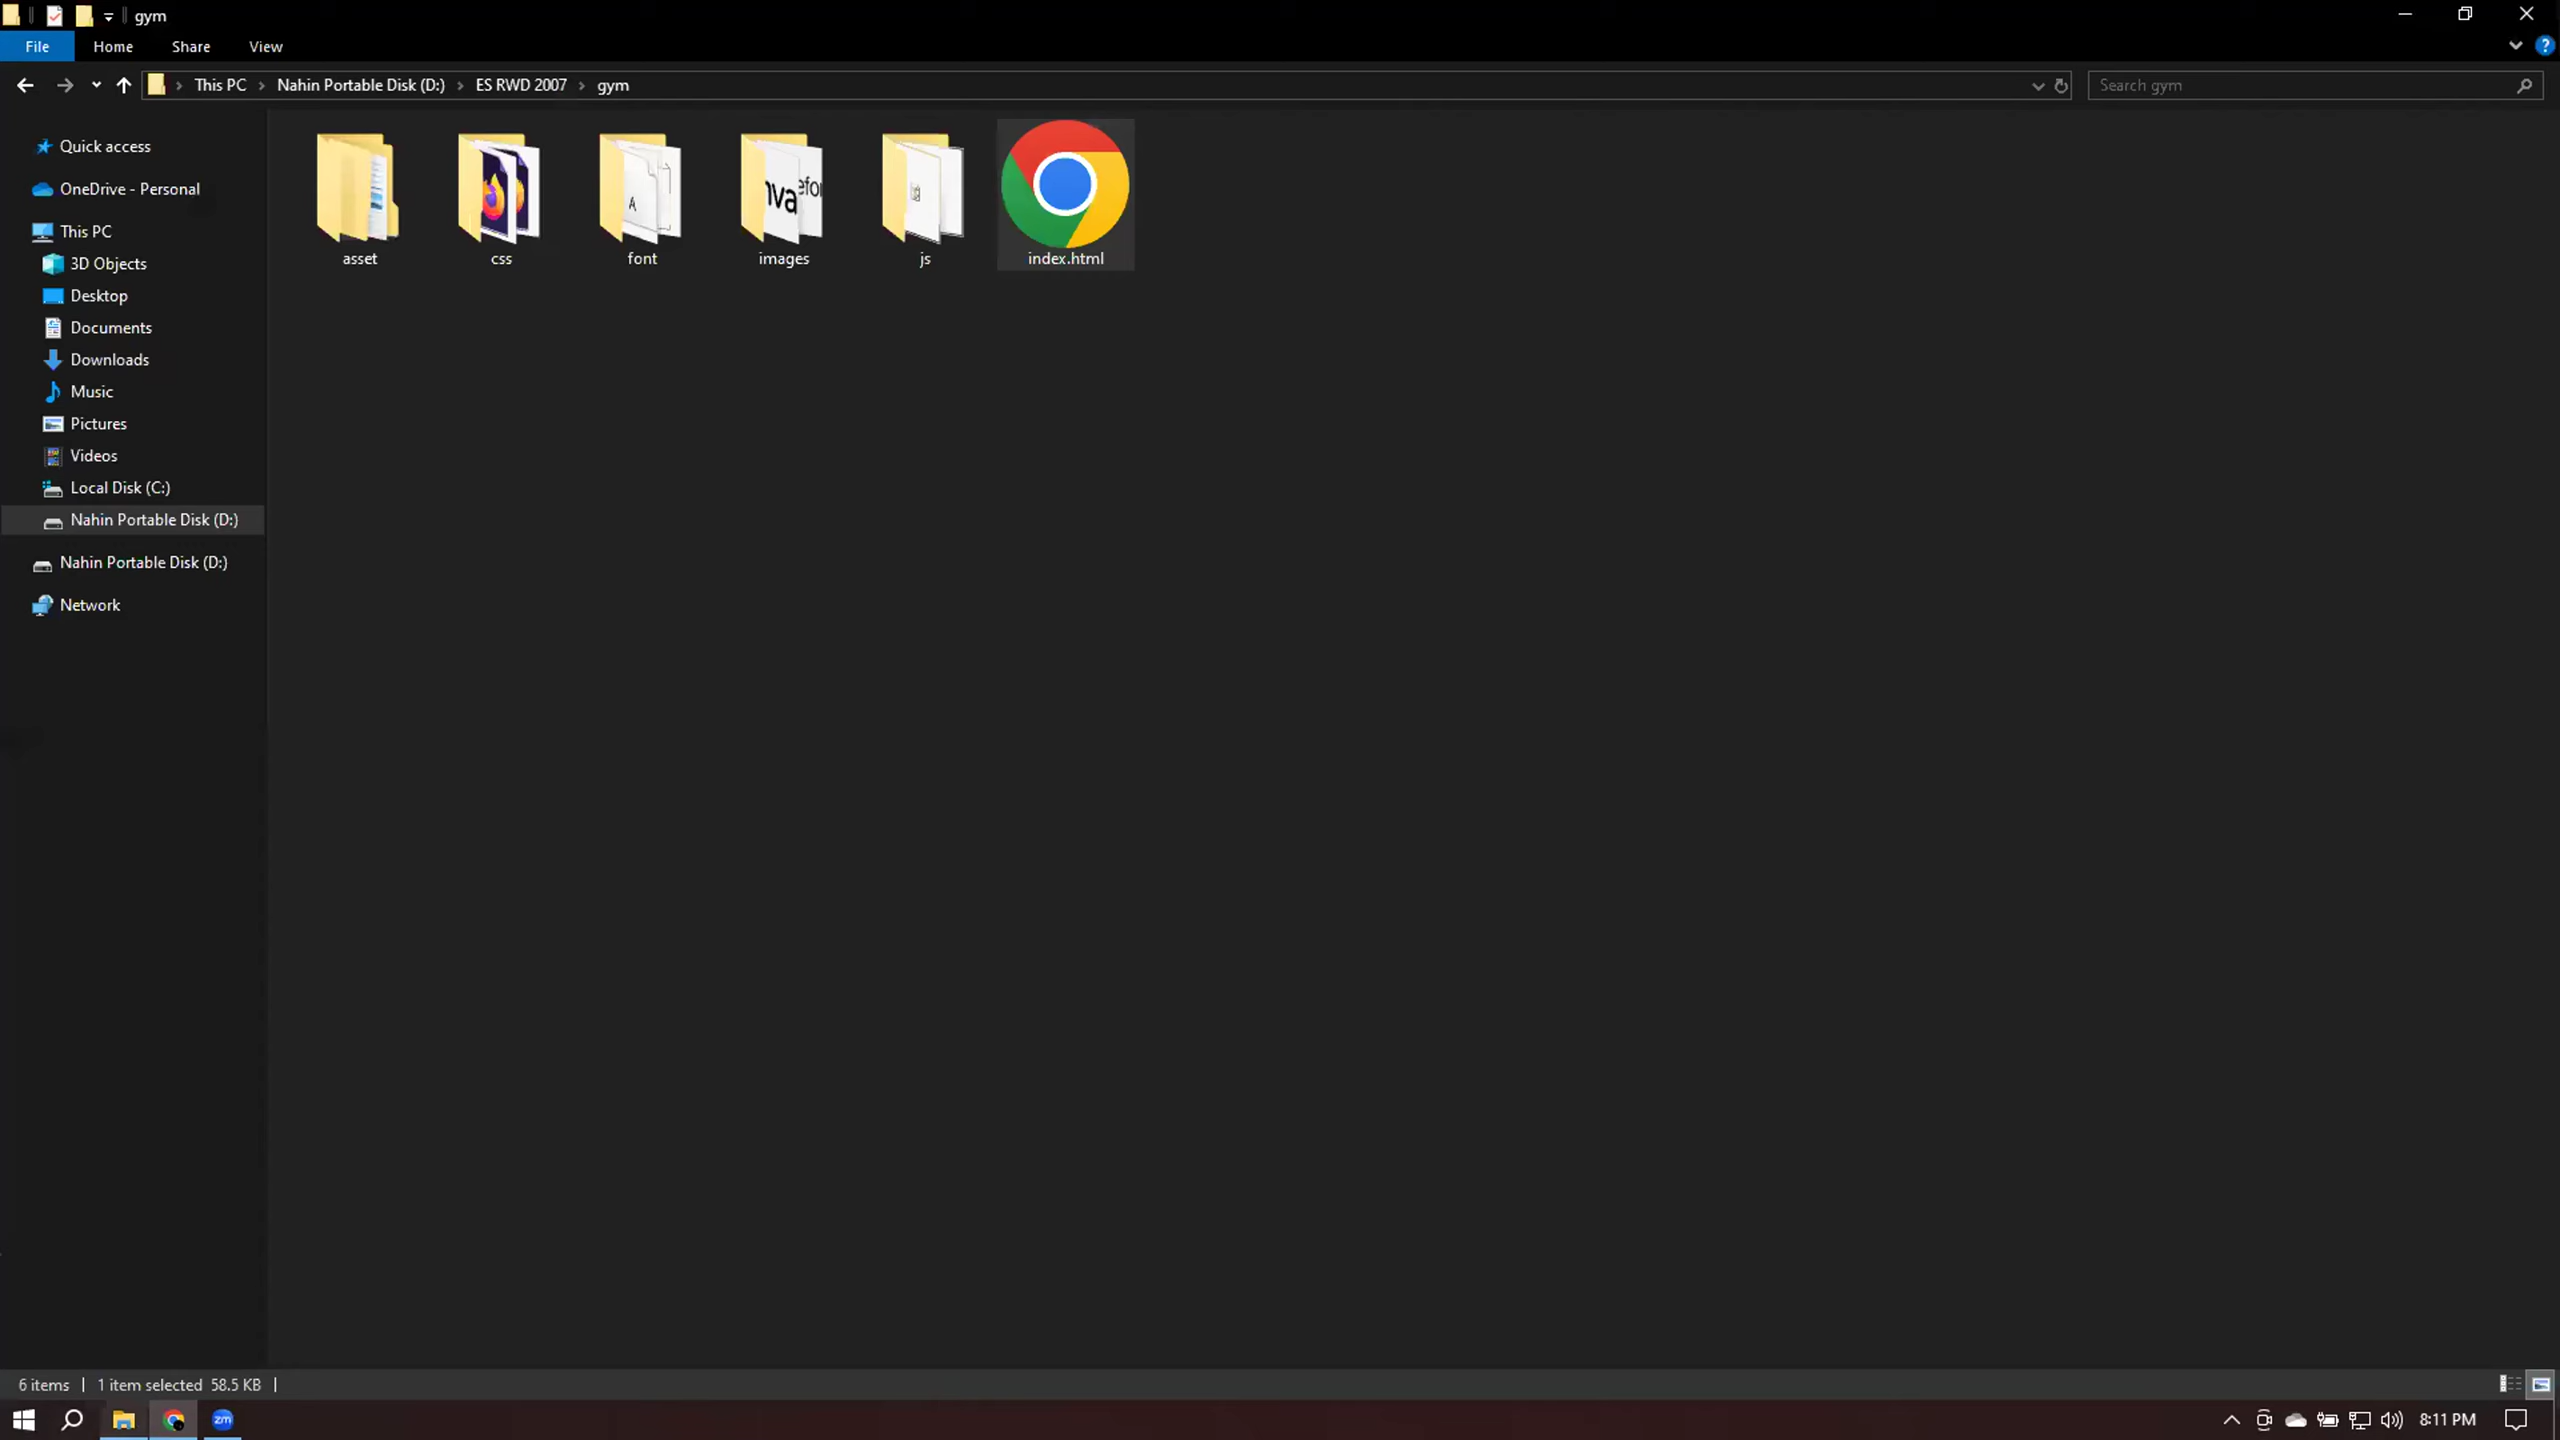 gym
File Home Share View
This PC Nahin Portable Disk (D:) ES RWD 2007 gym
Search gym
Quick access
OneDrive - Personal
This PC
3D Objects
Desktop
Documents
Downloads
Music
Pictures
Videos
Local Disk (C:)
Nahin Portable Disk (D:)
Nahin Portable Disk (D:)
Network
A
nva
efor
asset css font images js index.html
6 items 1 item selected 58.5 KB
zm
8:11 PM